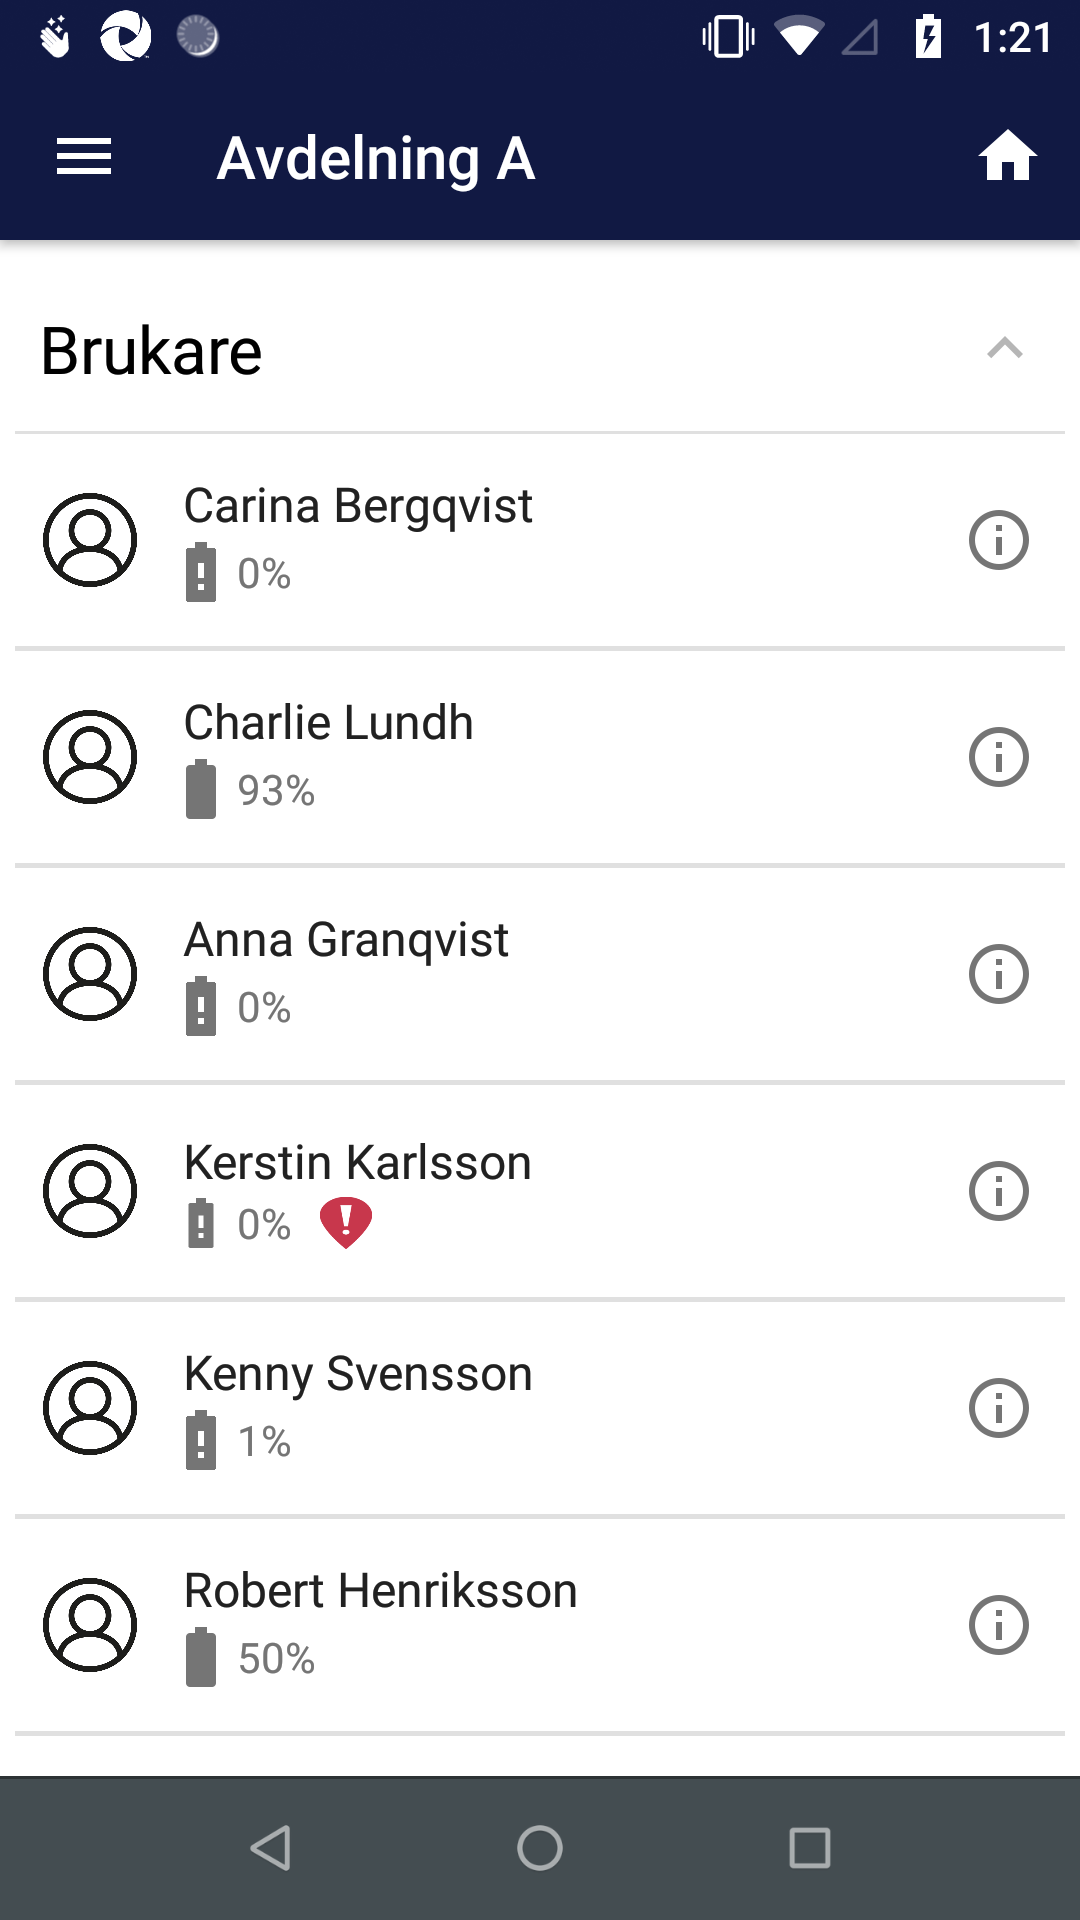 1:21
Avdelning A
Brukare
Carina Bergqvist
0%
Charlie Lundh
93%
Anna Granqvist
0%
Kerstin Karlsson
0%
Kenny Svensson
1%
Robert Henriksson
50%